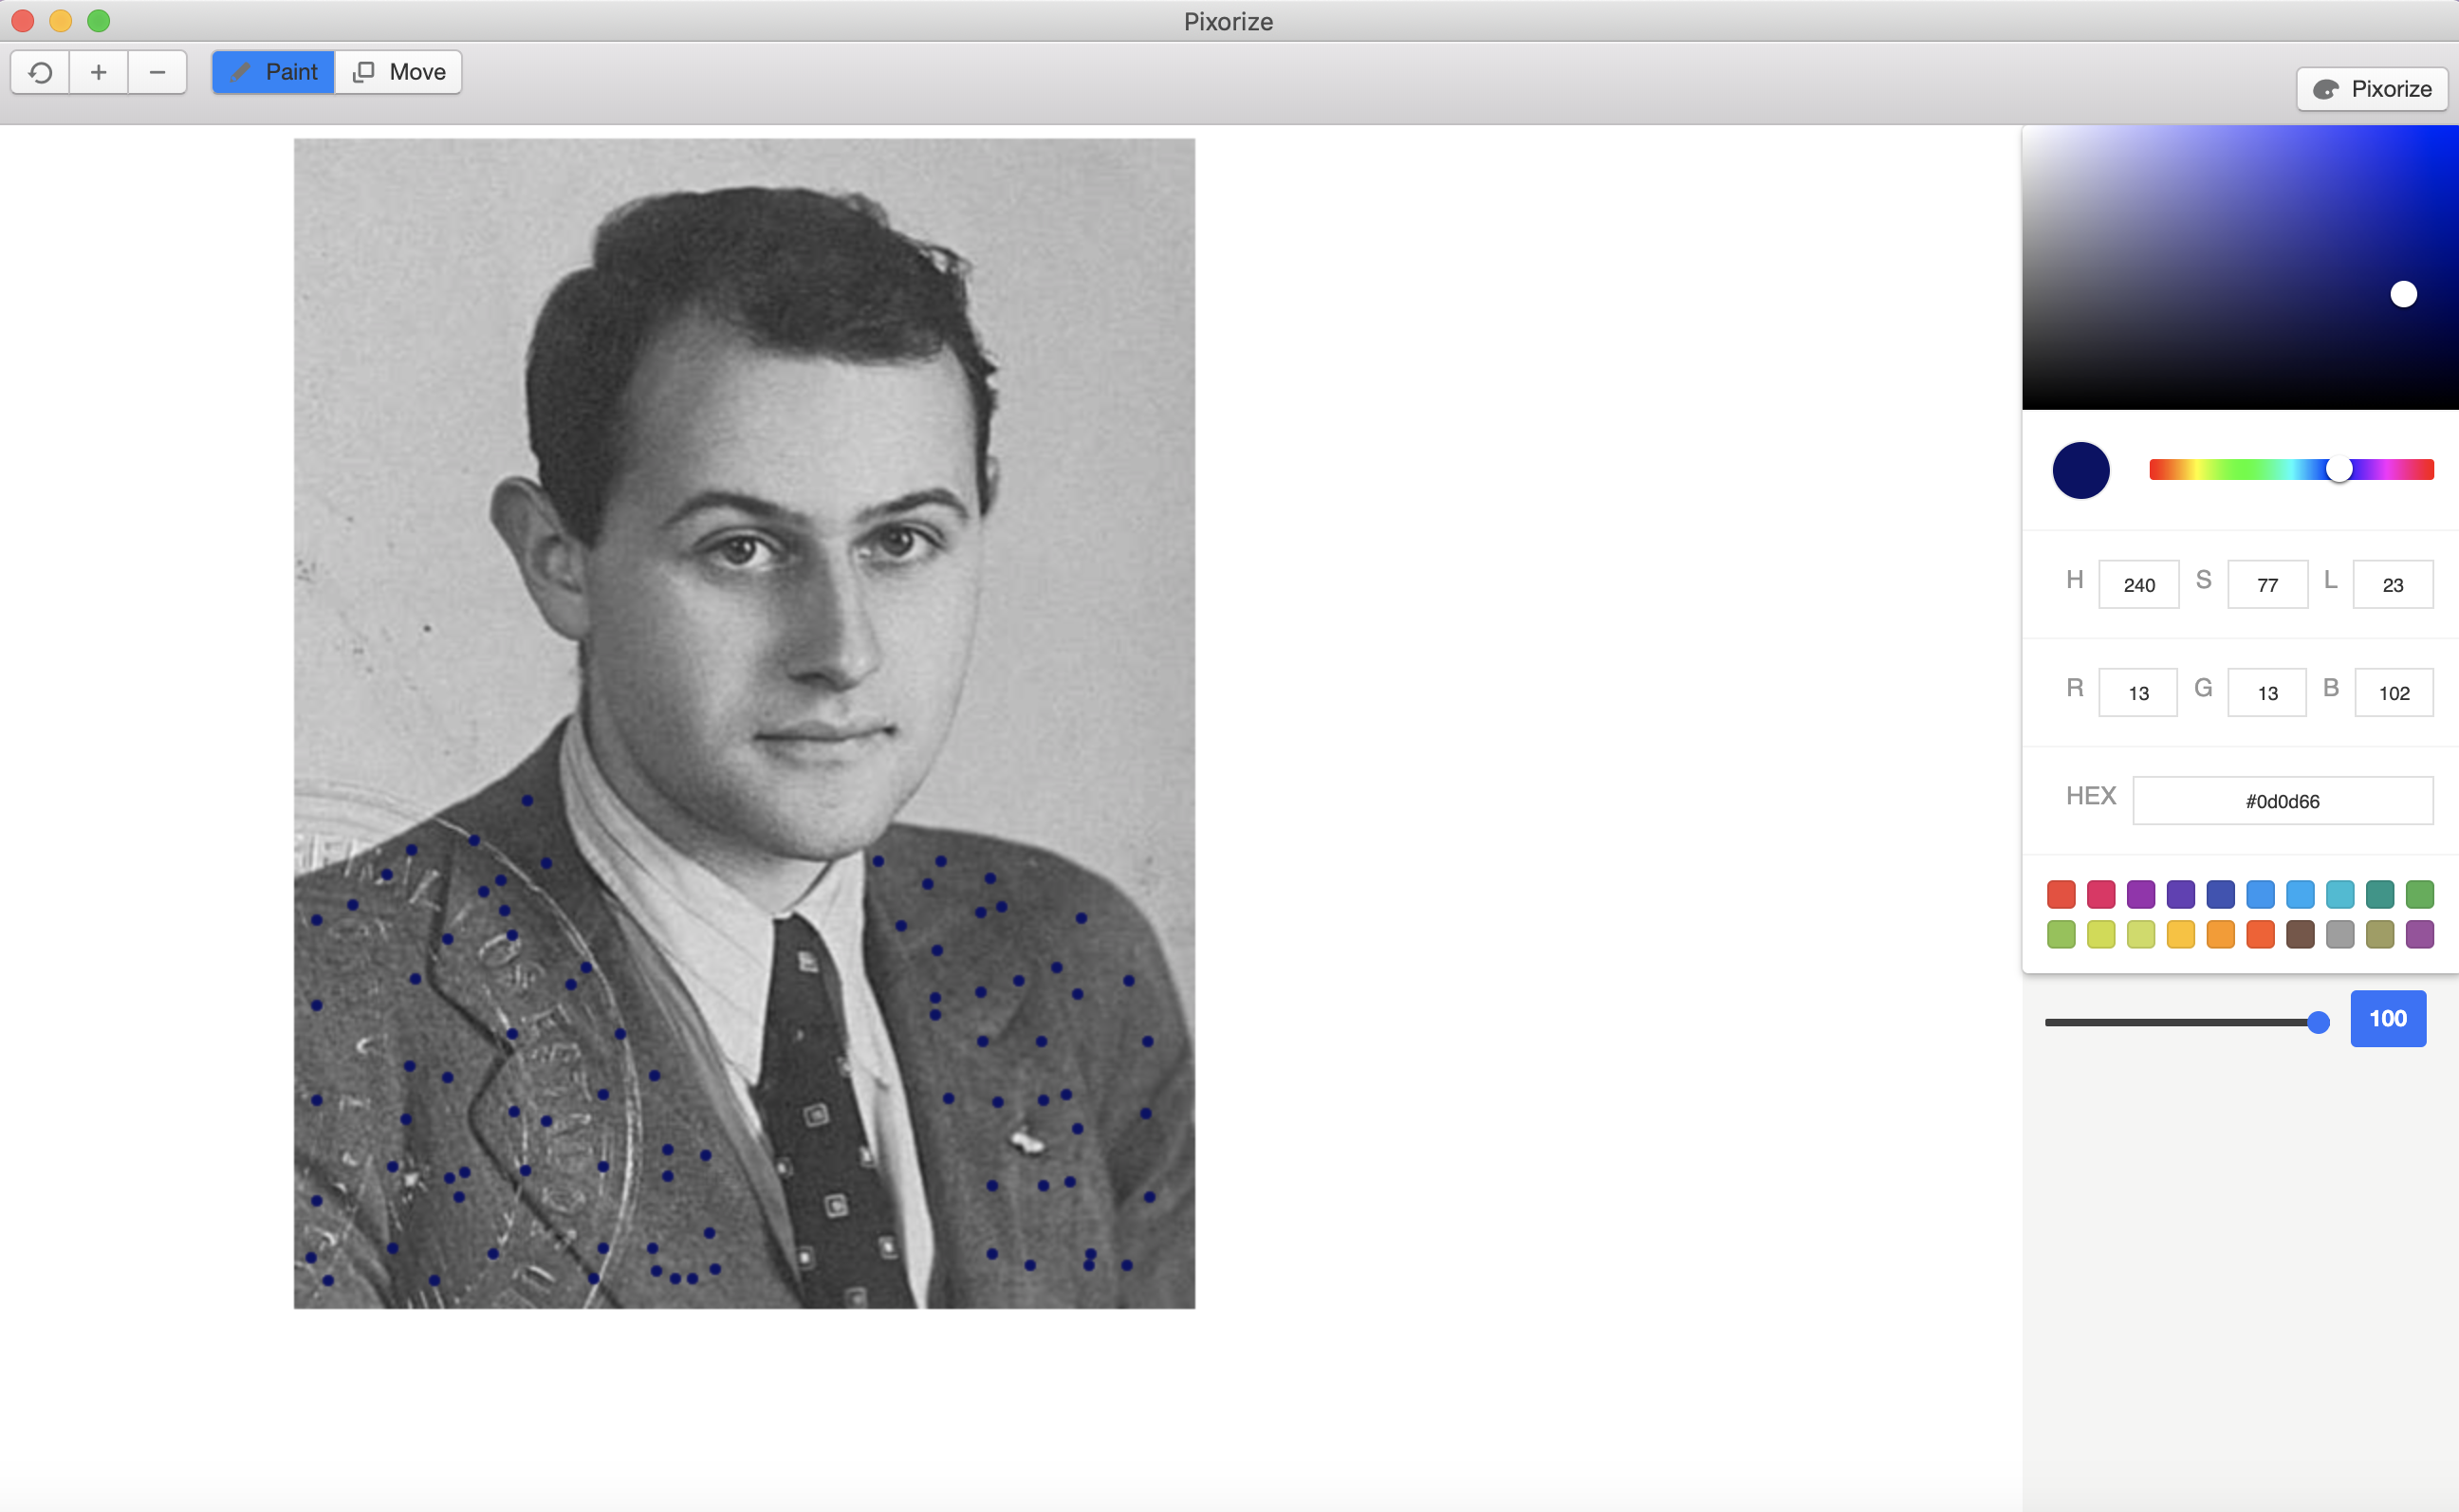 Pixorize
Paint
Move
Pixorize
H 240 S 77 L 23
R 13 G 13 B 102
HEX #0d0d66
100